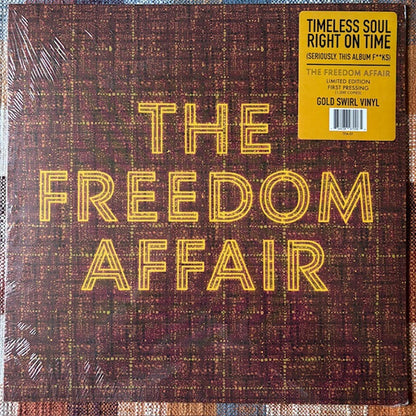 TIMELESS SOUL
RIGHT ON TIME
(SERIOUSLY, THIS ALBUM F**KS)
THE FREEDOM AFFAIR
LIMITED EDITION
FIRST PRESSING
GOLD SWIRL VINYL
THE
FREEDOM
AFFAIR